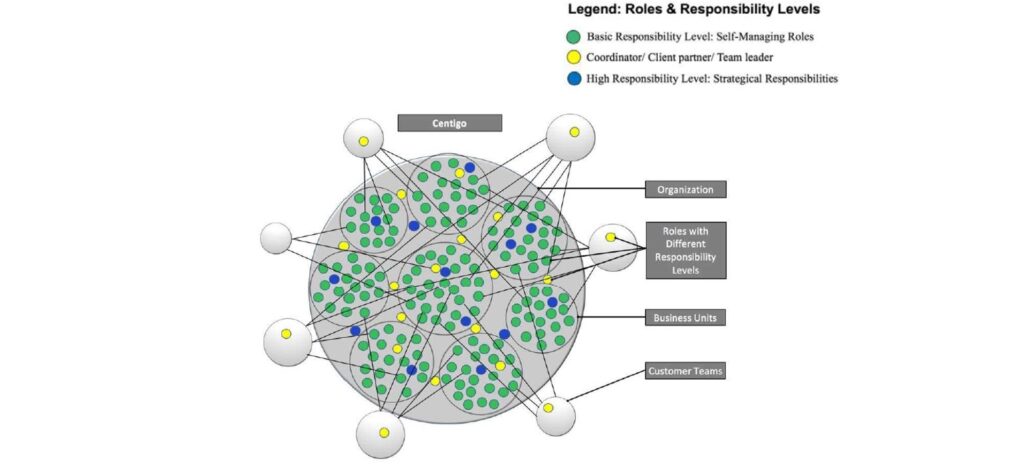 Legend: Roles & Responsibility Levels
Basic Responsibility Level: Self-Managing Roles
Coordinator/ Client partner/ Team leader
High Responsibility Level: Strategical Responsibilities
Centigo
Organization
Roles with
Different
Responsibility
Levels
Business Units
Customer Teams